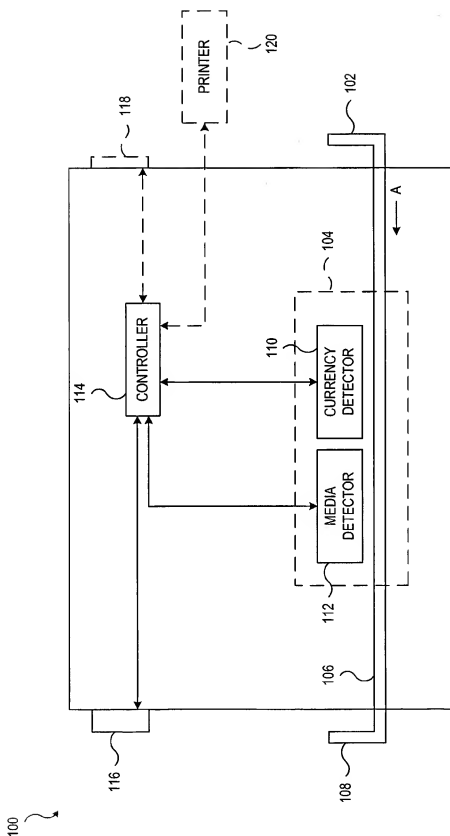 100
116
118
114
CONTROLLER
PRINTER
120
104
112
MEDIA
DETECTOR
110
CURRENCY
DETECTOR
A
102
106
108